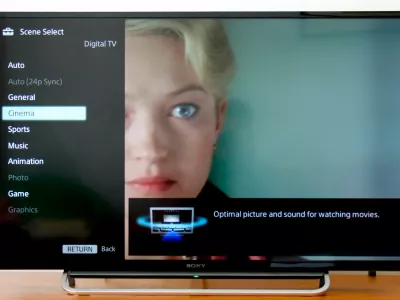 Scene Select
Digital TV
Auto
Auto (24p Sync)
General
Cinema
Sports
Music
Animation
Photo
Game
Graphics
Optimal picture and sound for watching movies.
RETURN Back
SONY